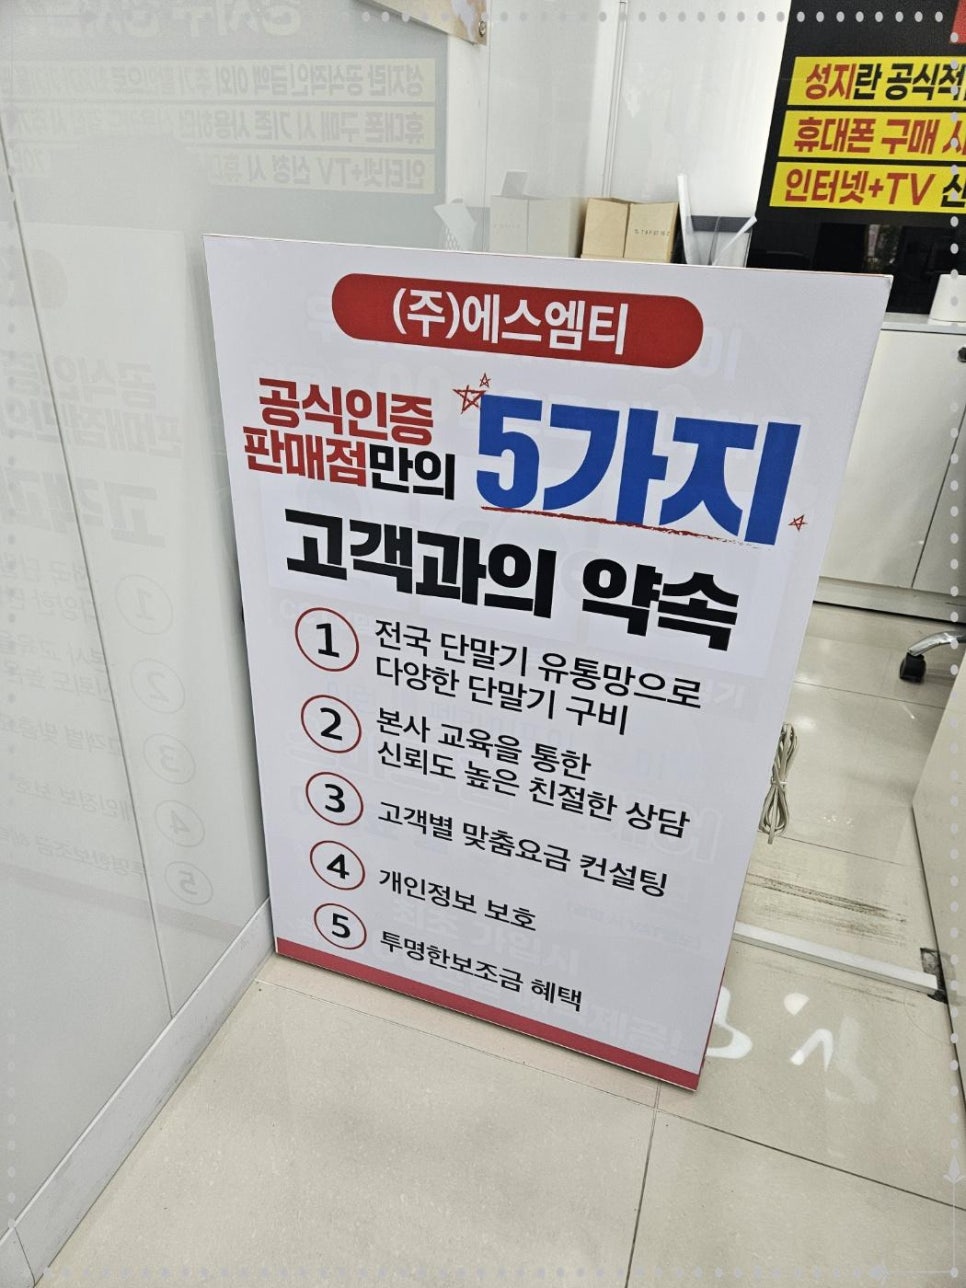 성지란 공식적
휴대폰 구매 시
인터넷+TV 신
(주)에스엠티
공식인증
판매점만의
5가지
고객과의 약속
1 전국 단말기 유통망으로
다양한 단말기 구비
2 본사 교육을 통한
신뢰도 높은 친절한 상담
3 고객별 맞춤요금 컨설팅
4 개인정보 보호
5 투명한보조금 혜택